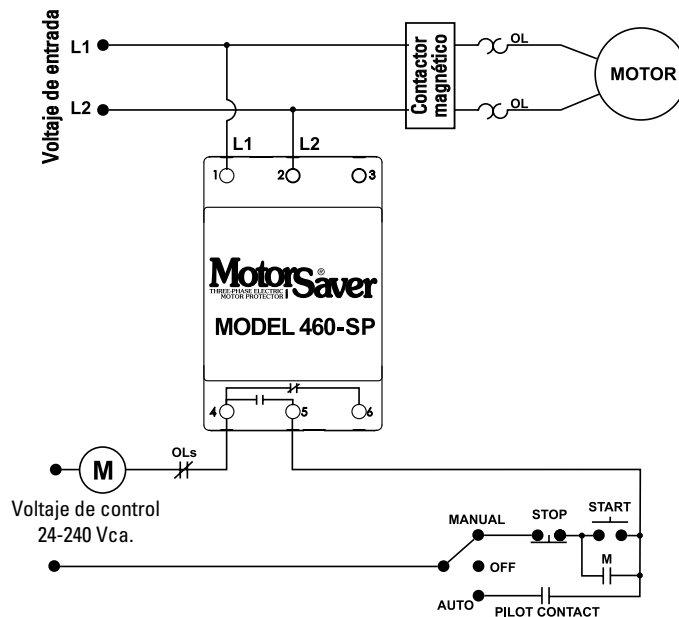 Voltaje de entrada
L1
L2
Contactor
magnético
OL
OL
MOTOR
L1
L2
1
2
3
MotorSaver®
THREE-PHASE ELECTRIC
MOTOR PROTECTOR
MODEL 460-SP
4
5
6
M
OLs
Voltaje de control
24-240 Vca.
MANUAL
STOP
START
M
OFF
AUTO
PILOT CONTACT